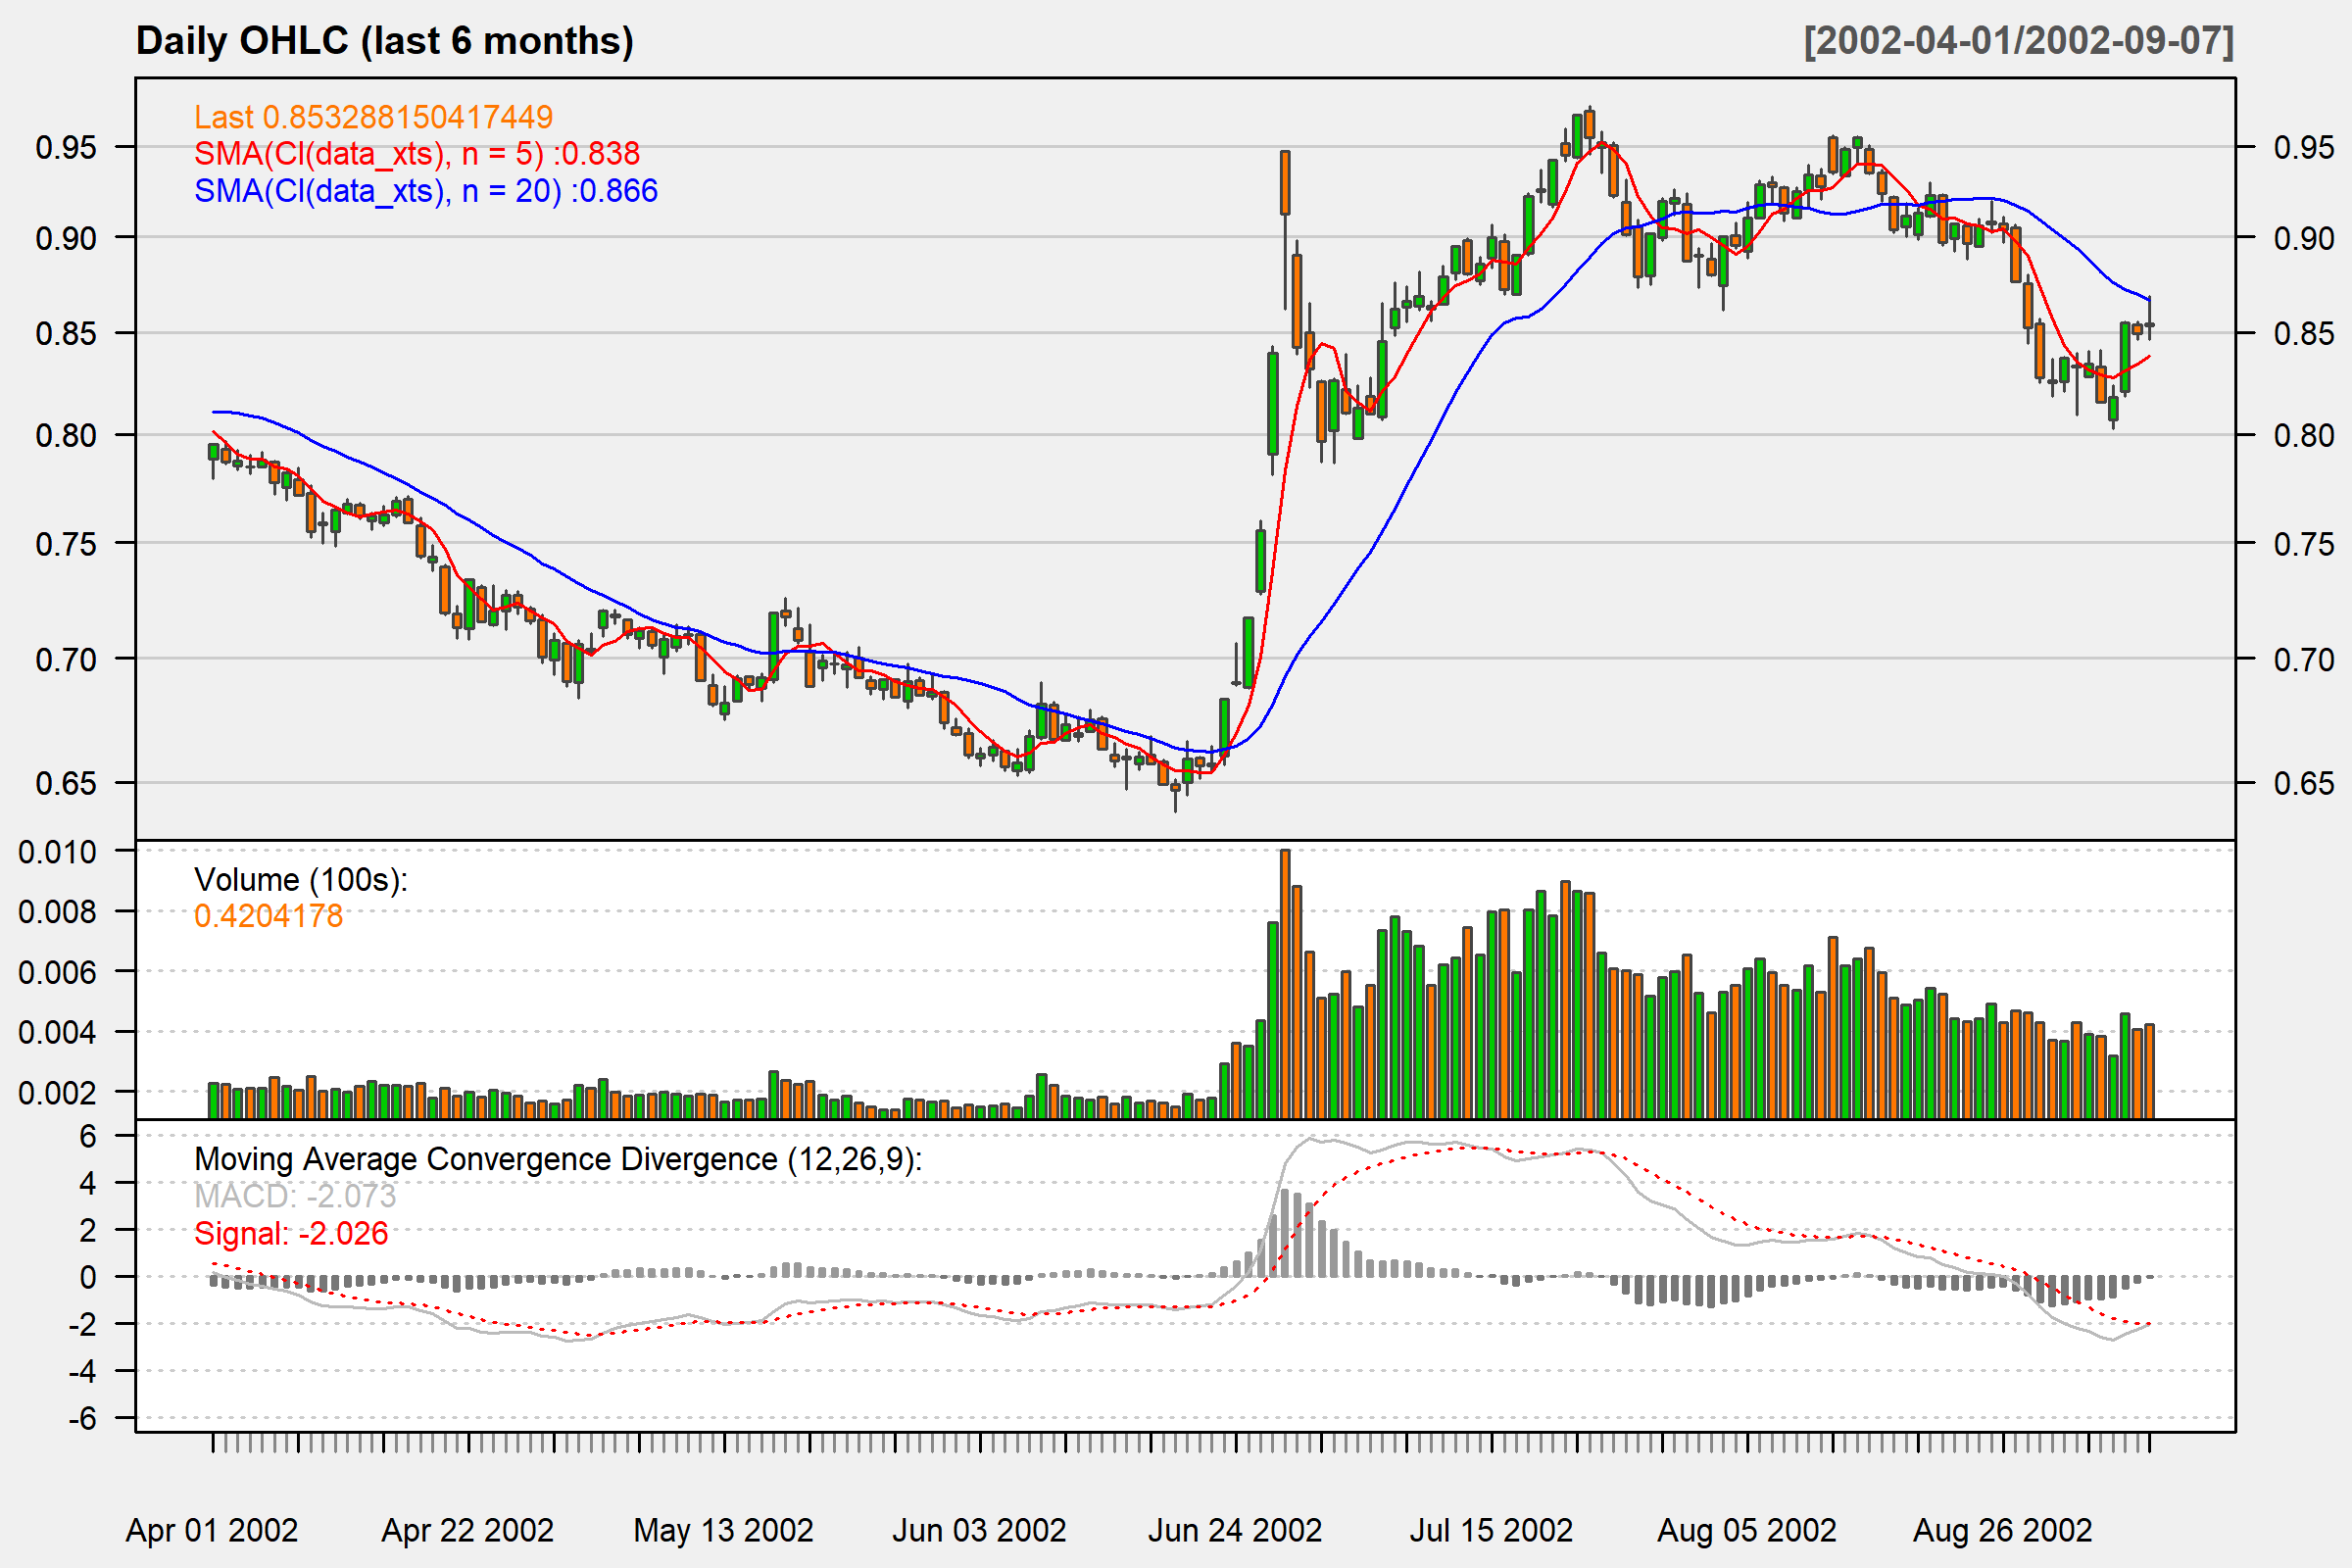 Daily OHLC (last 6 months)
[2002-04-01/2002-09-07]
Last 0.853288150417449
SMA(Cl(data_xts), n = 5) :0.838
SMA(Cl(data_xts), n = 20) :0.866
0.95
0.90
0.85
0.80
0.75
0.70
0.65
0.95
0.90
0.85
0.80
0.75
0.70
0.65
Volume (100s):
0.4204178
0.010
0.008
0.006
0.004
0.002
Moving Average Convergence Divergence (12,26,9):
MACD: -2.073
Signal: -2.026
6
4
2
0
-2
-4
-6
Apr 01 2002
Apr 22 2002
May 13 2002
Jun 03 2002
Jun 24 2002
Jul 15 2002
Aug 05 2002
Aug 26 2002